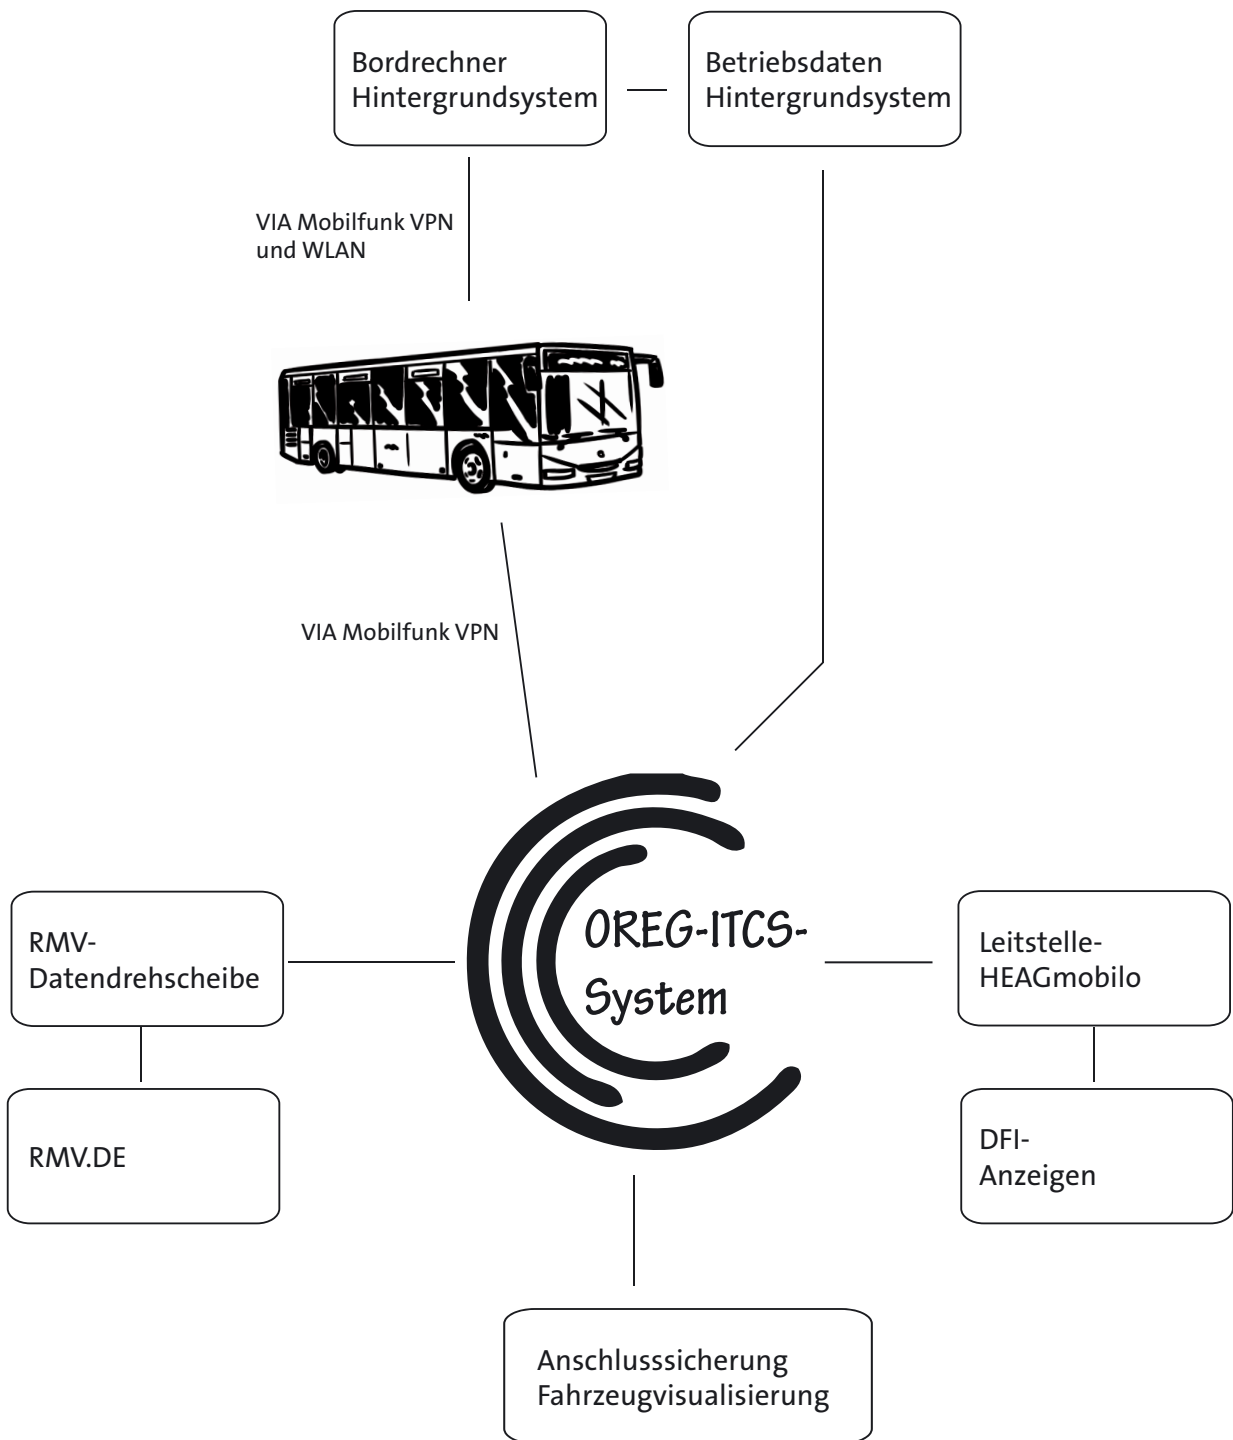 Bordrechner
Hintergrundsystem
Betriebsdaten
Hintergrundsystem
VIA Mobilfunk VPN
und WLAN
VIA Mobilfunk VPN
OREG-ITCS-
System
RMV-
Datendrehscheibe
RMV.DE
Leitstelle-
HEAGmobilo
DFI-
Anzeigen
Anschlusssicherung
Fahrzeugvisualisierung